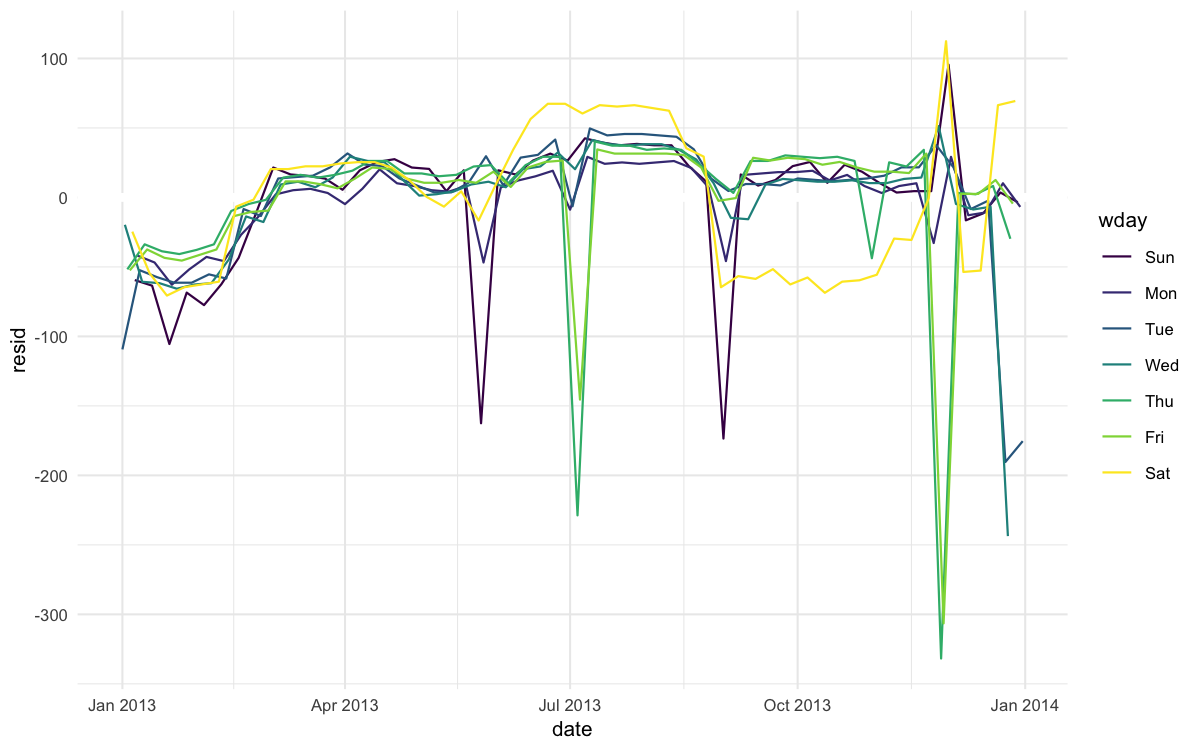 100
0
-100
-200
-300
resid
Jan 2013
Apr 2013
Jul 2013
Oct 2013
Jan 2014
date
wday
Sun
Mon
Tue
Wed
Thu
Fri
Sat